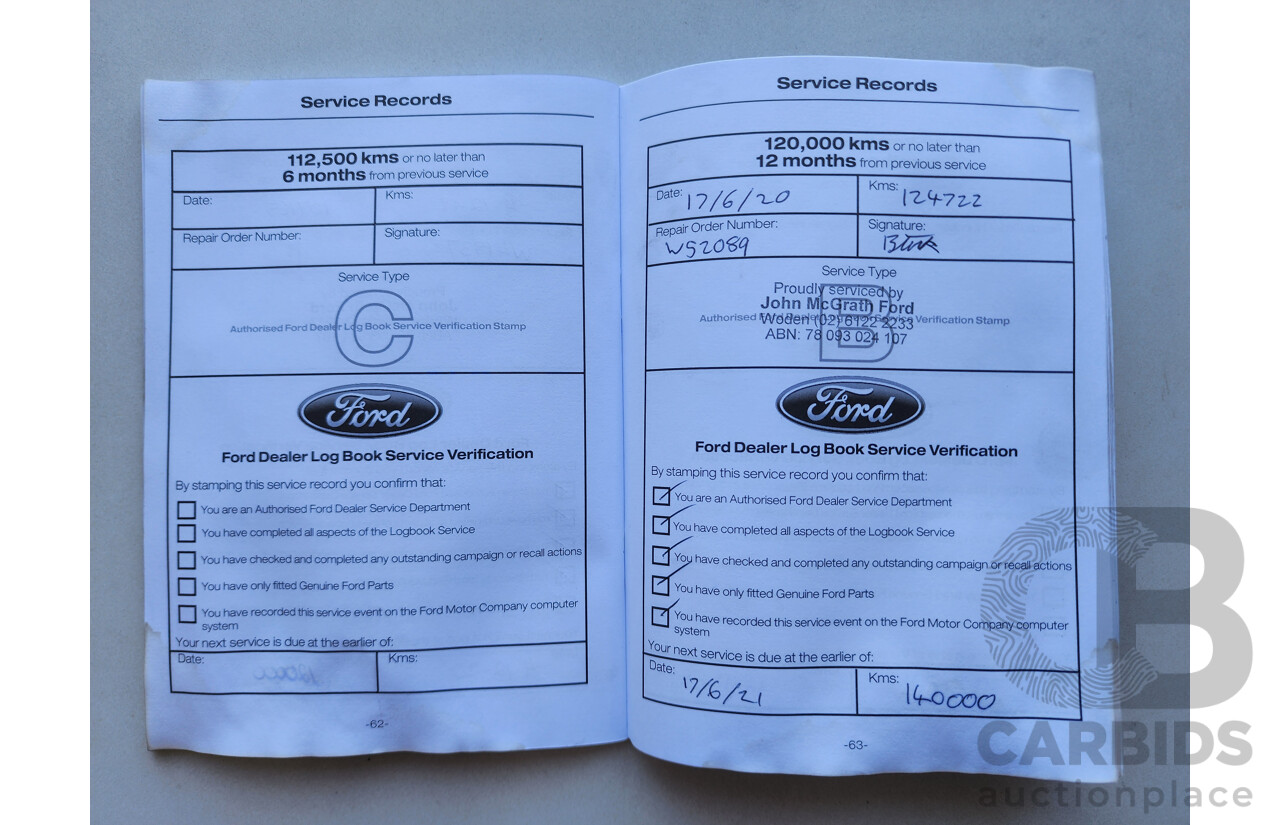 Service Records
112,500 kms or no later than
6 months from previous service
Date:
Kms:
Repair Order Number:
Signature:
Service Type
C
Authorised Ford Dealer Log Book Service Verification Stamp
Ford
Ford Dealer Log Book Service Verification
By stamping this service record you confirm that:
You are an Authorised Ford Dealer Service Department
You have completed all aspects of the Logbook Service
You have checked and completed any outstanding campaign or recall actions
You have only fitted Genuine Ford Parts
You have recorded this service event on the Ford Motor Company computer
system
Your next service is due at the earlier of:
Date:
Kms:
-62-
Service Records
120,000 kms or no later than
12 months from previous service
Date: 17/6/20
Kms: 124722
Repair Order Number:
WS2089
Signature:
Service Type
Proudly serviced by
John McGrath Ford
Authorised Ford Dealer Log Book Service Verification Stamp
Woden (02) 6122 2233
ABN: 78 093 024 107
B
Ford
Ford Dealer Log Book Service Verification
By stamping this service record you confirm that:
You are an Authorised Ford Dealer Service Department
You have completed all aspects of the Logbook Service
You have checked and completed any outstanding campaign or recall actions
You have only fitted Genuine Ford Parts
You have recorded this service event on the Ford Motor Company computer
system
Your next service is due at the earlier of:
Date: 17/6/21
Kms: 140000
-63-
CB
CARBIDS
auctionplace